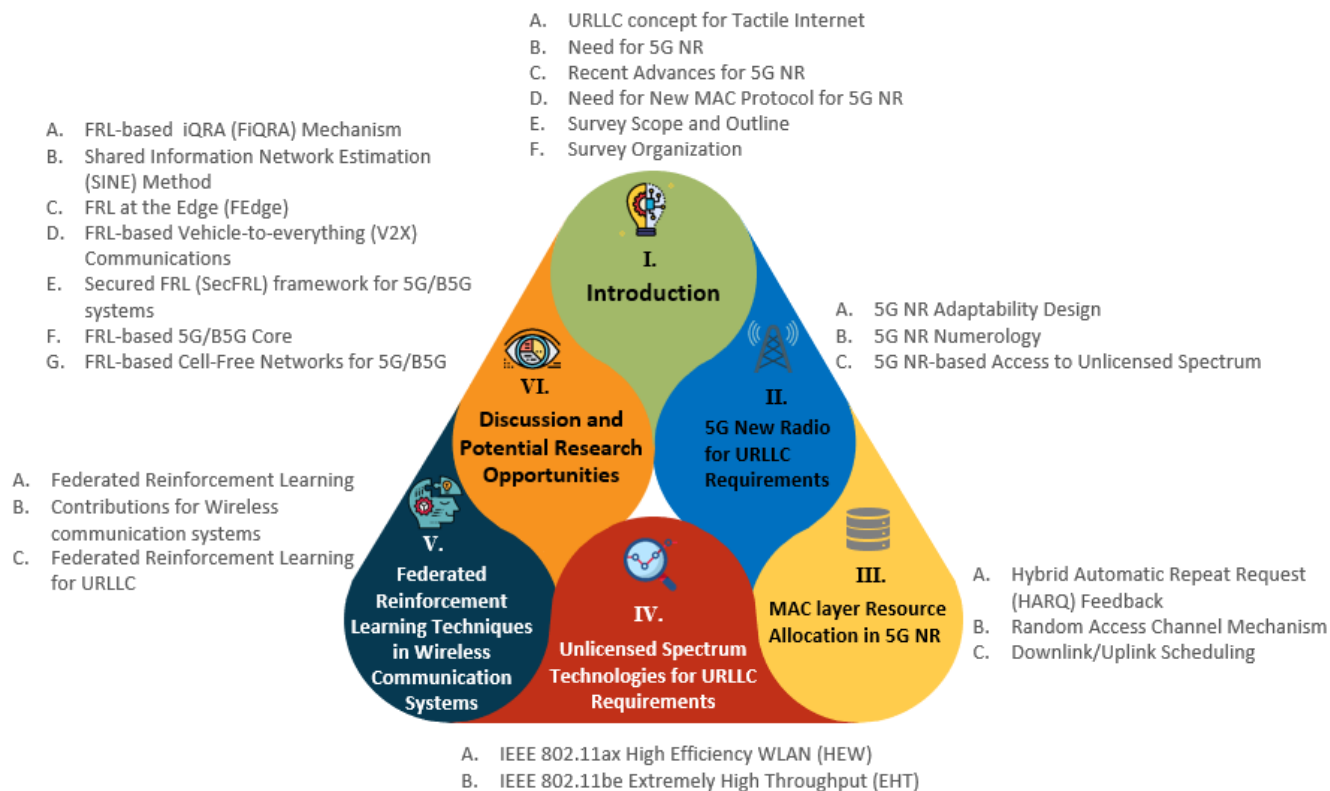 A. URLLC concept for Tactile Internet
B. Need for 5G NR
C. Recent Advances for 5G NR
D. Need for New MAC Protocol for 5G NR
E. Survey Scope and Outline
F. Survey Organization
I.
Introduction
A. 5G NR Adaptability Design
B. 5G NR Numerology
C. 5G NR-based Access to Unlicensed Spectrum
II.
5G New Radio
for URLLC
Requirements
A. Hybrid Automatic Repeat Request
(HARQ) Feedback
B. Random Access Channel Mechanism
C. Downlink/Uplink Scheduling
III.
MAC layer Resource
Allocation in 5G NR
IV.
Unlicensed Spectrum
Technologies for URLLC
Requirements
A. IEEE 802.11ax High Efficiency WLAN (HEW)
B. IEEE 802.11be Extremely High Throughput (EHT)
A. Federated Reinforcement Learning
B. Contributions for Wireless
communication systems
C. Federated Reinforcement Learning
for URLLC
V.
Federated
Reinforcement
Learning Techniques
in Wireless
Communication
Systems
A. FRL-based iQRA (FiQRA) Mechanism
B. Shared Information Network Estimation
(SINE) Method
C. FRL at the Edge (FEdge)
D. FRL-based Vehicle-to-everything (V2X)
Communications
E. Secured FRL (SecFRL) framework for 5G/B5G
systems
F. FRL-based 5G/B5G Core
G. FRL-based Cell-Free Networks for 5G/B5G
VI.
Discussion and
Potential Research
Opportunities